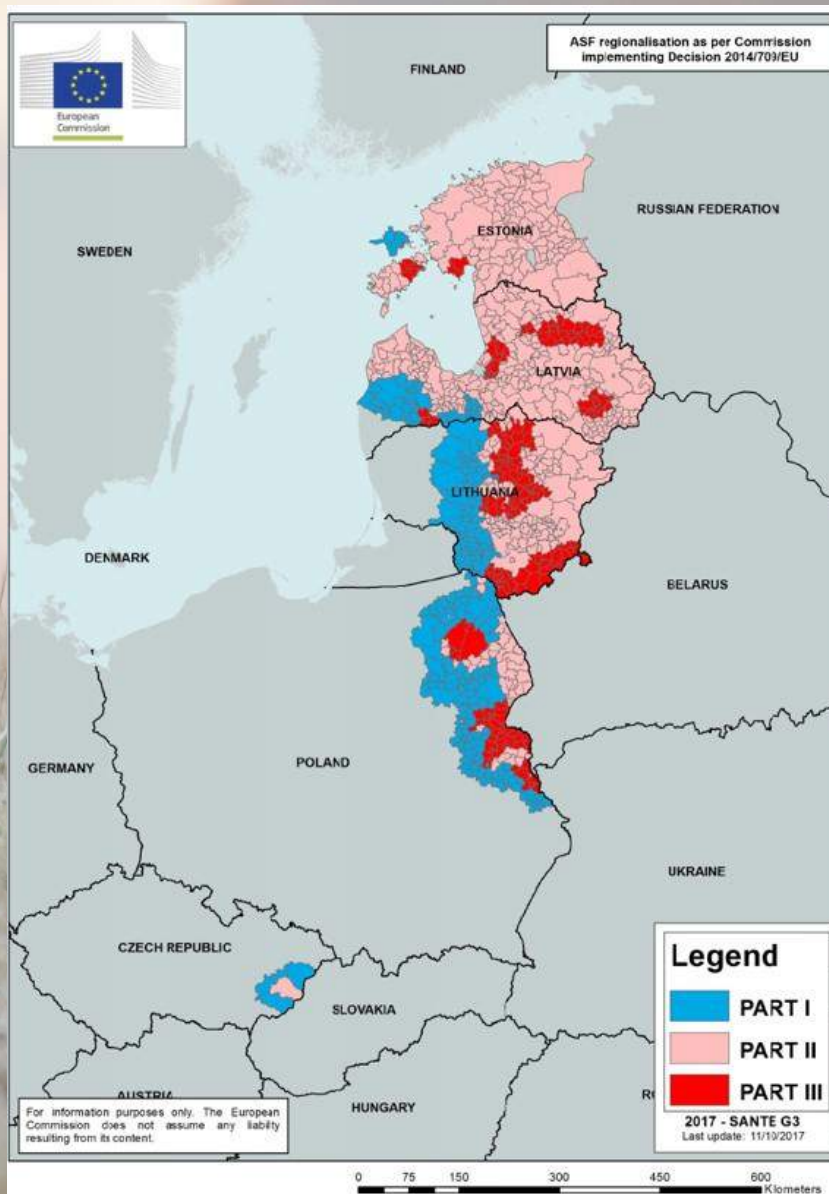 European
Commission
ASF regionalisation as per Commission
implementing Decision 2014/709/EU
FINLAND
RUSSIAN FEDERATION
ESTONIA
SWEDEN
LATVIA
LITHUANIA
DENMARK
BELARUS
GERMANY
POLAND
UKRAINE
CZECH REPUBLIC
SLOVAKIA
AUSTRIA
HUNGARY
Legend
PART I
PART II
PART III
2017 - SANTE G3
Last update: 11/10/2017
For information purposes only. The European
Commission does not assume any liability
resulting from its content.
0 75 150 300 450 600
Kilometers